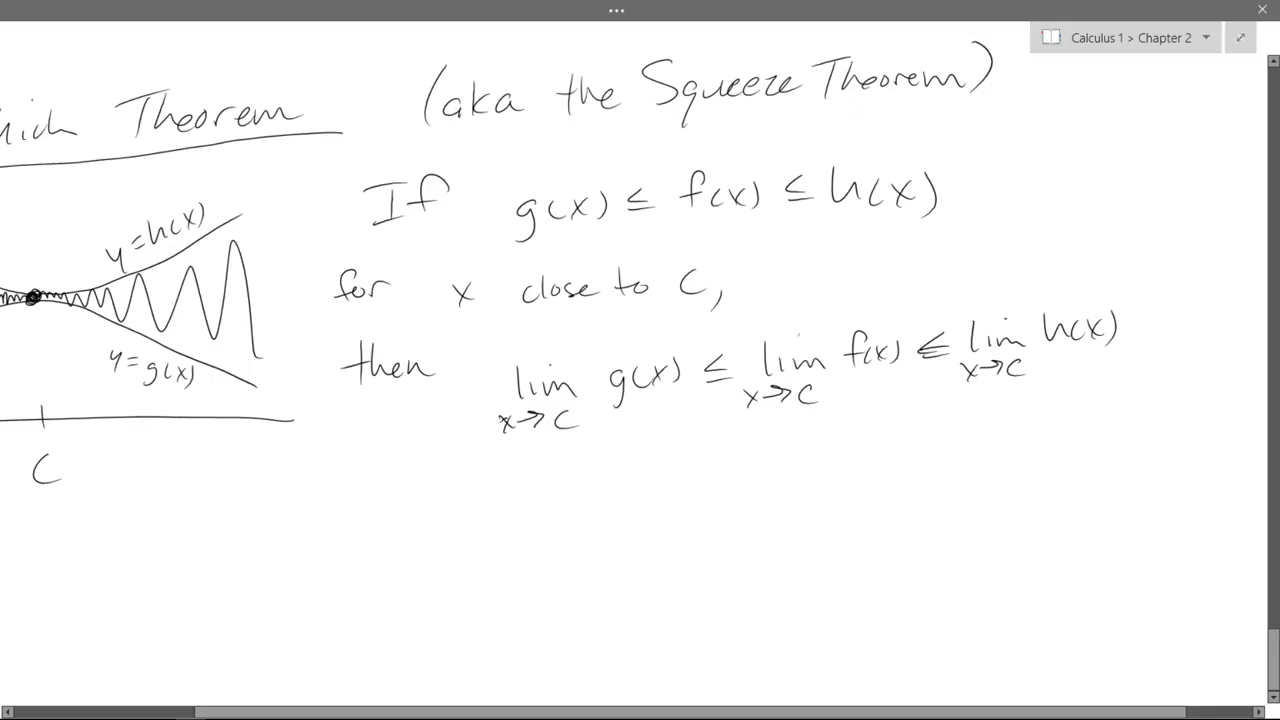 Calculus 1 > Chapter 2
Theorem (aka the Squeeze Theorem)
If g(x) ≤ f(x) ≤ h(x)
for x close to C,
then lim x→C g(x) ≤ lim x→C f(x) ≤ lim x→C h(x)
y=h(x)
y=g(x)
C